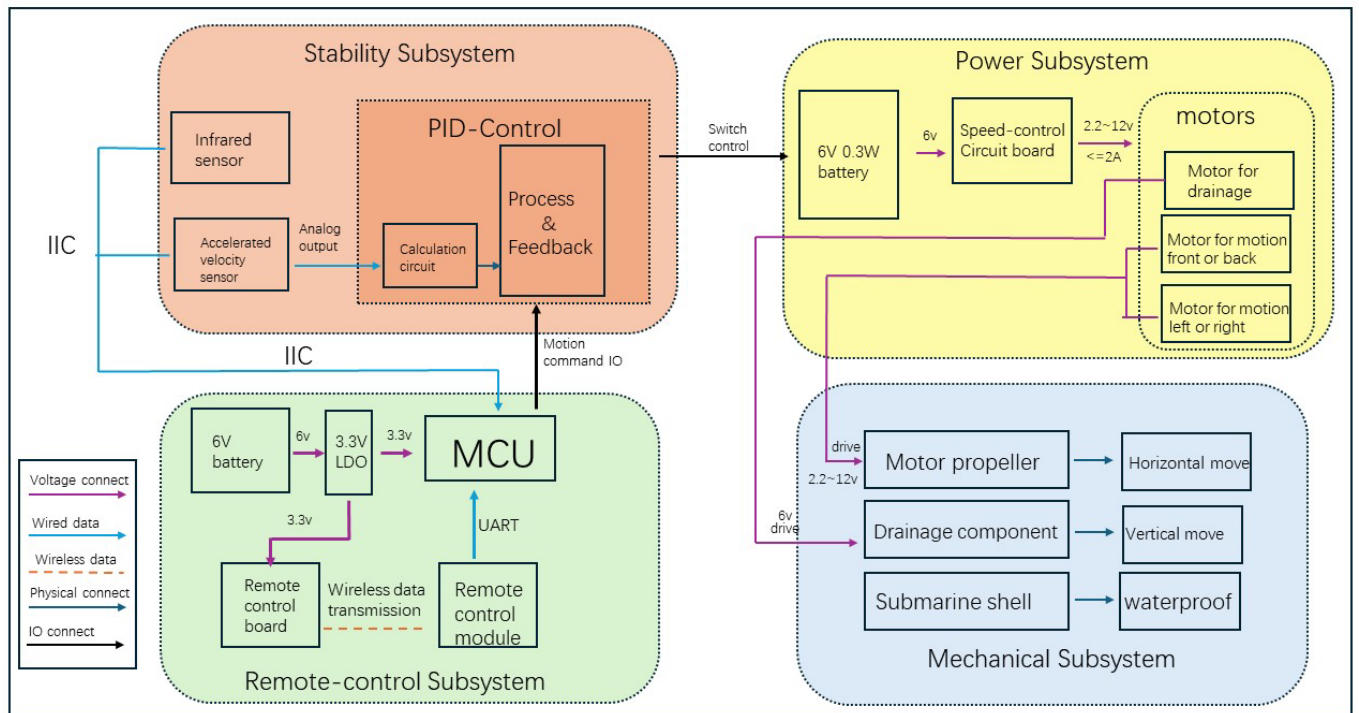 Stability Subsystem
Infrared
sensor
PID-Control
Process
&
Feedback
IIC
Accelerated
velocity
sensor
Analog
output
Calculation
circuit
Switch
control
Power Subsystem
6V 0.3W
battery
6v
Speed-control
Circuit board
2.2~12v
<=2A
motors
Motor for
drainage
Motor for motion
front or back
Motor for motion
left or right
IIC
Motion
command IO
6V
battery
6v
3.3V
LDO
3.3v
MCU
3.3v
UART
Remote
control
board
Wireless data
transmission
Remote
control
module
Remote-control Subsystem
Voltage connect
Wired data
Wireless data
Physical connect
IO connect
drive
2.2~12v
Motor propeller
Horizontal move
6v
drive
Drainage component
Vertical move
Submarine shell
waterproof
Mechanical Subsystem